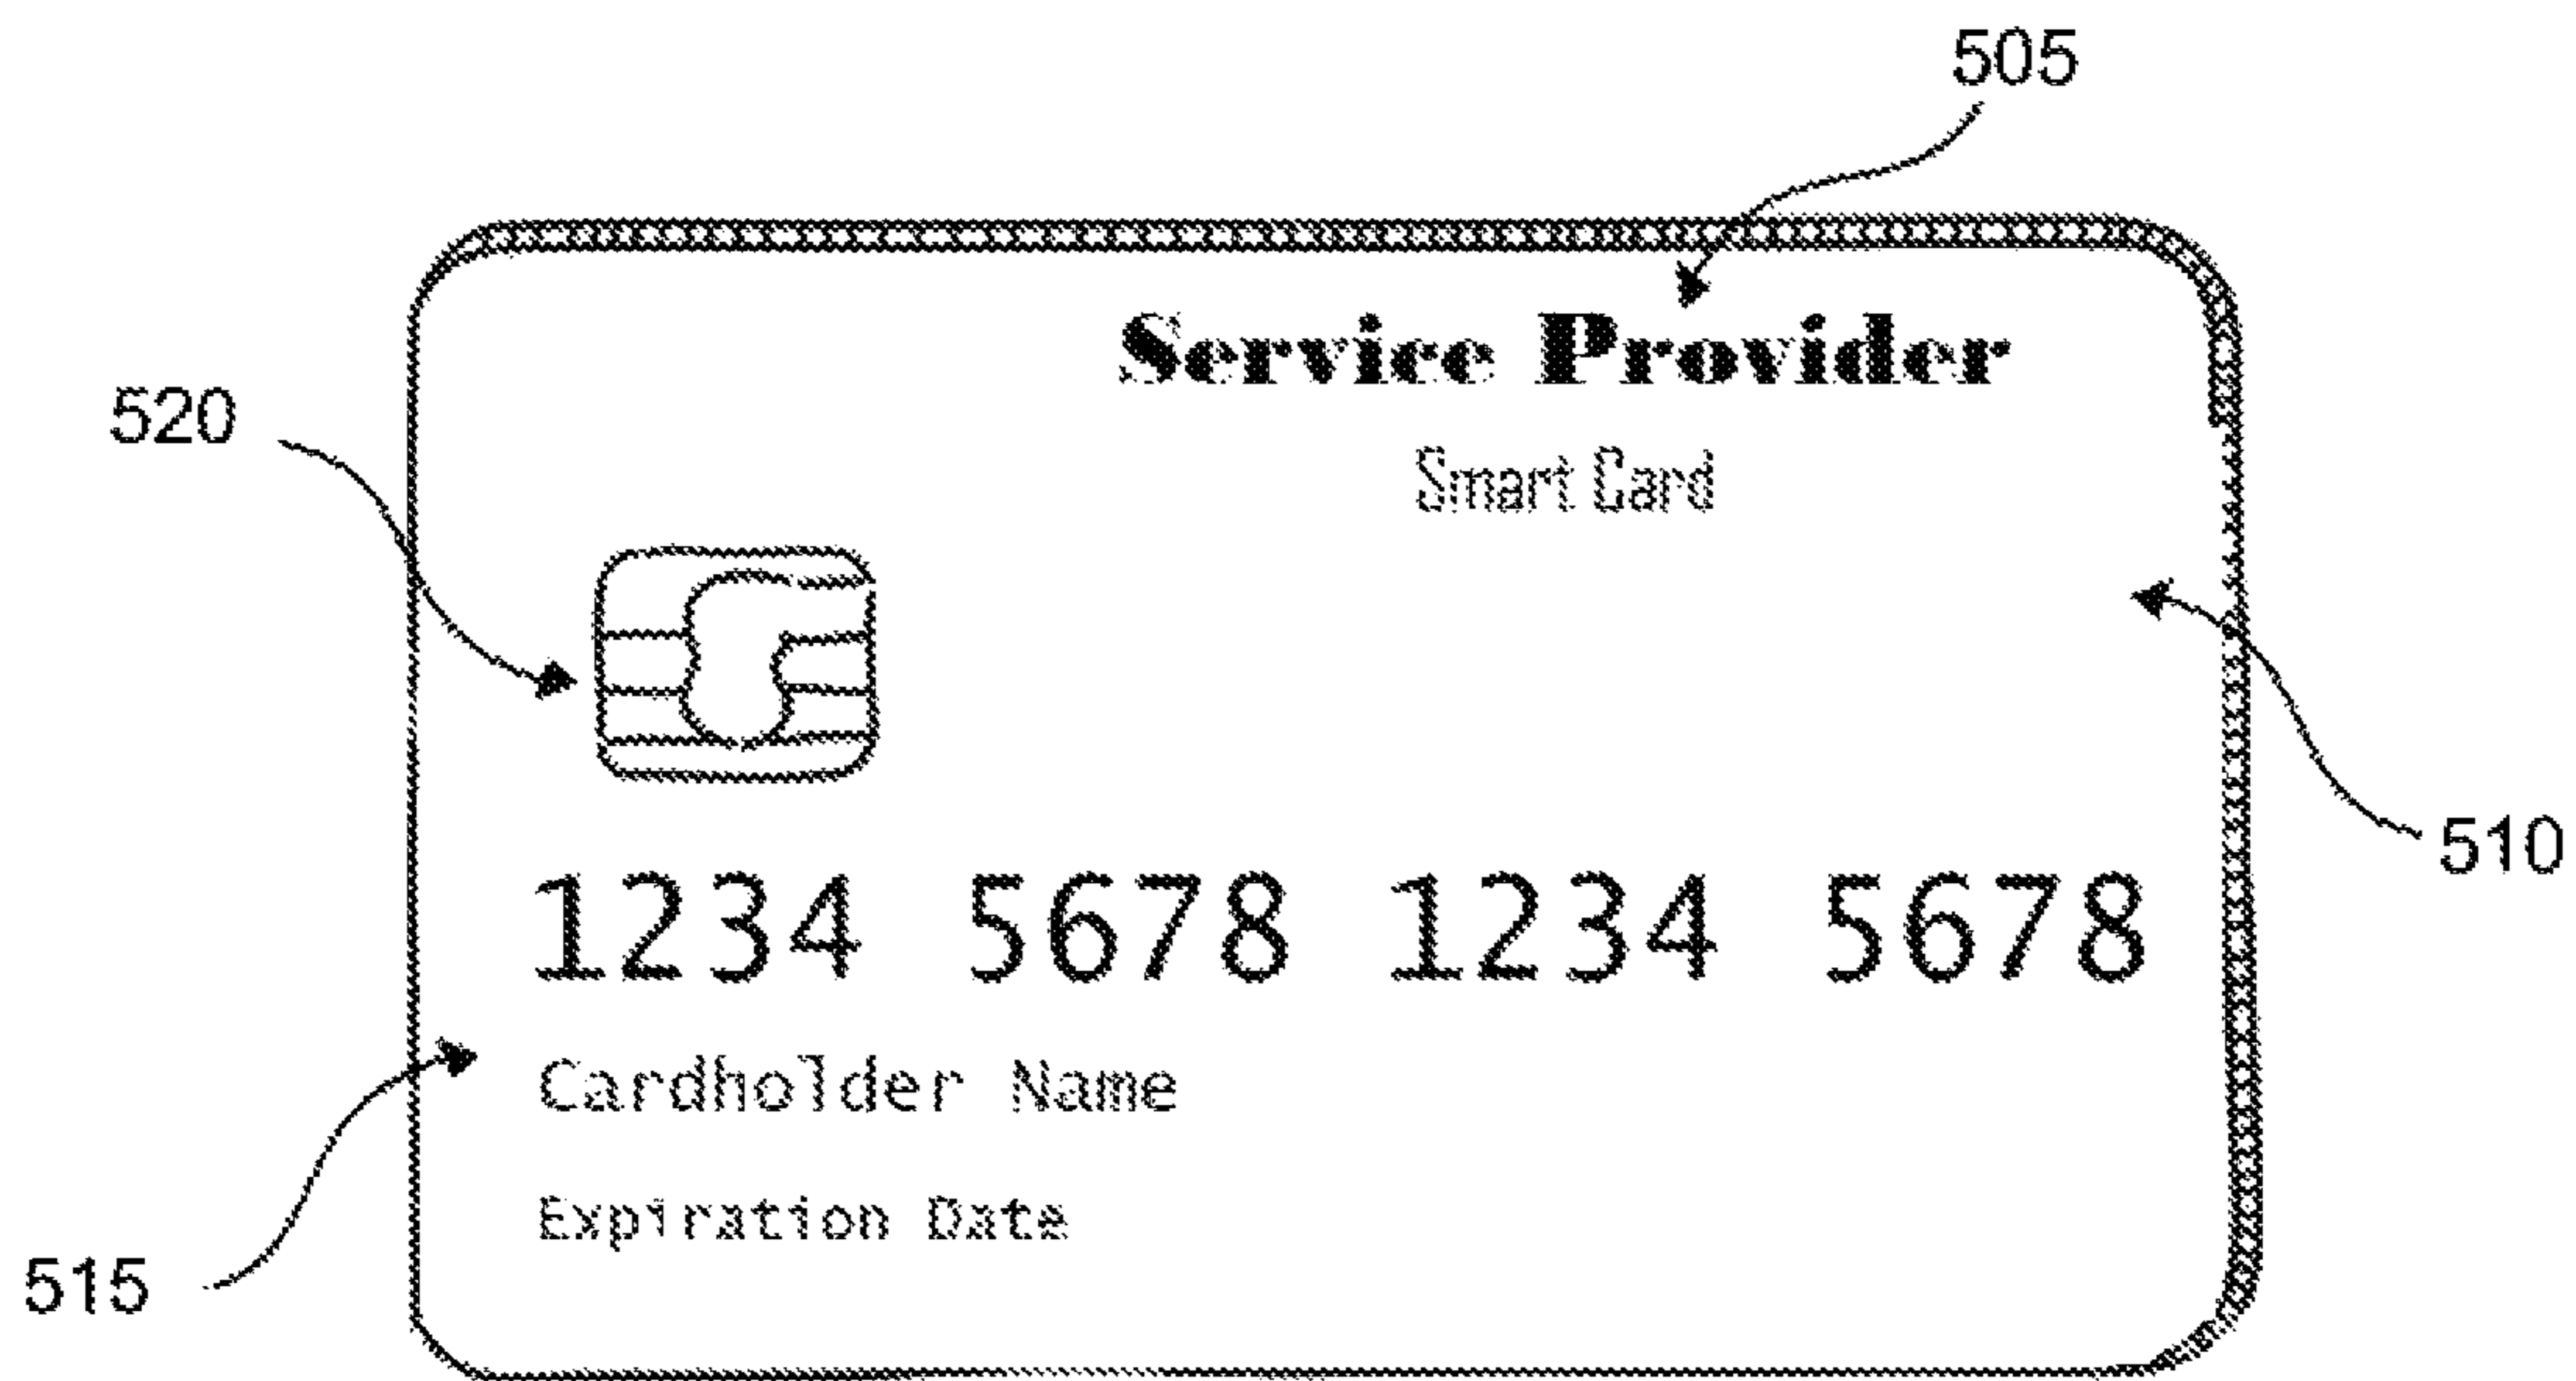 505
Service Provider
520
Smart Card
510
1234 5678 1234 5678
Cardholder Name
Expiration Date
515